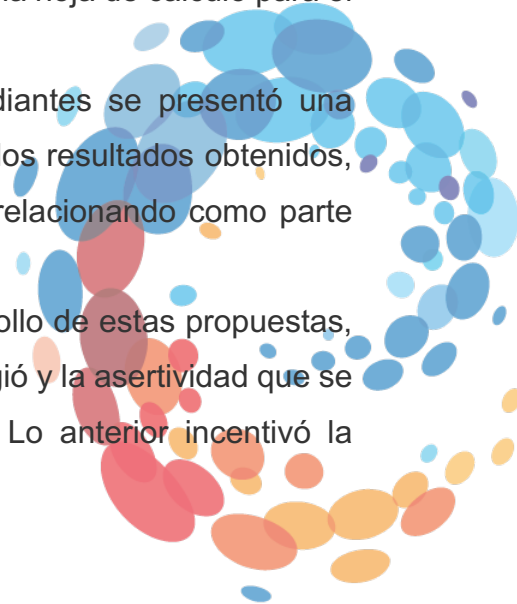 diantes se presentó una
los resultados obtenidos,
relacionando como parte
ollo de estas propuestas,
gió y la asertividad que se
Lo anterior incentivó la